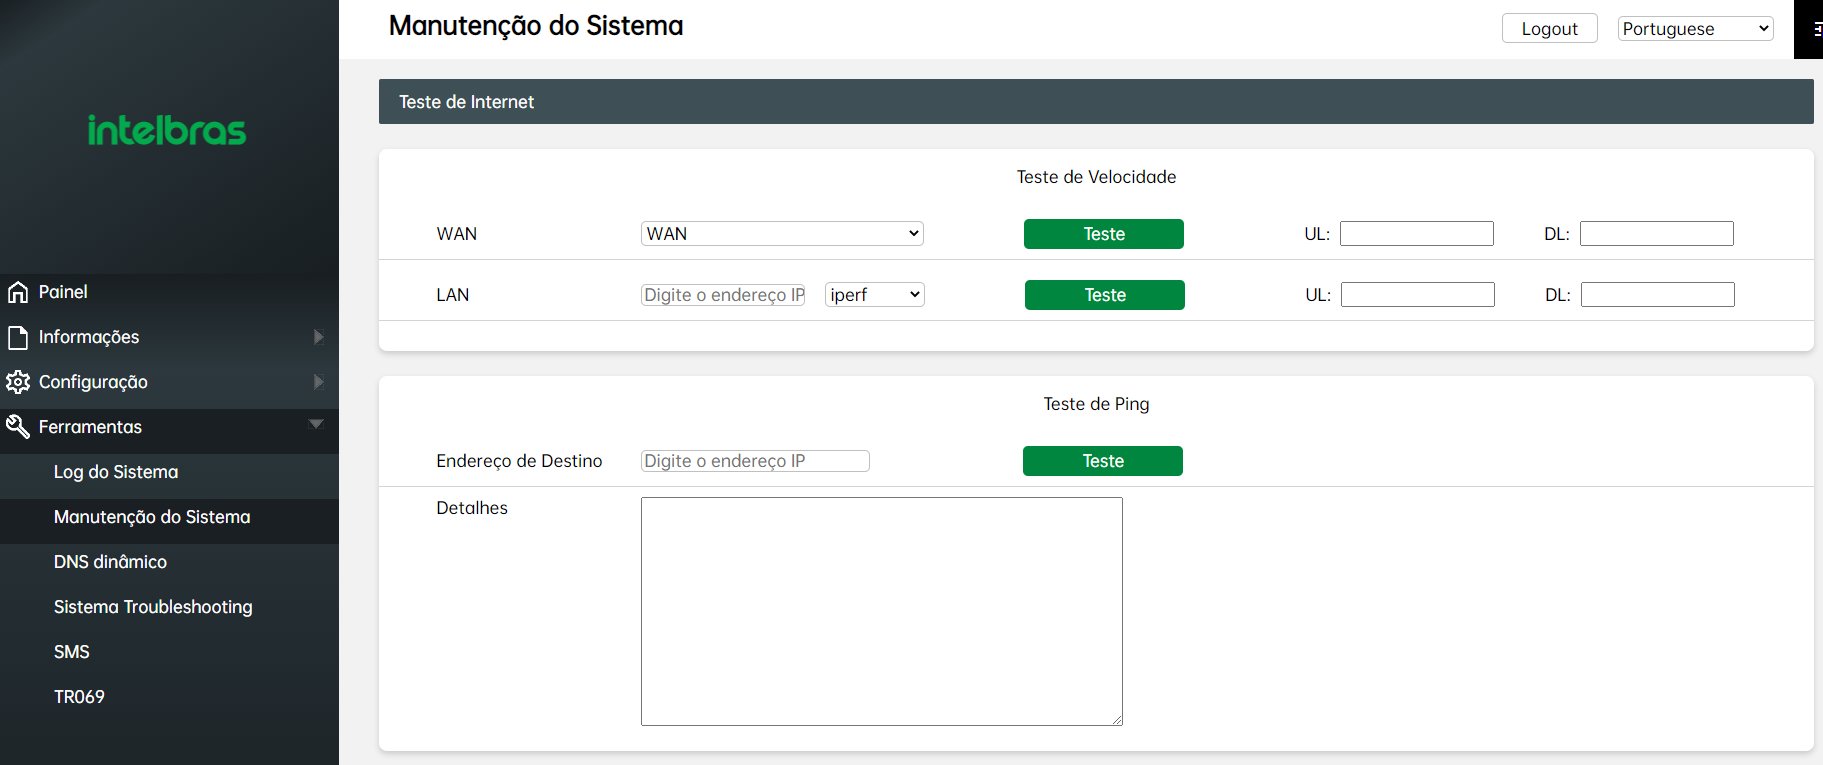 Manutenção do Sistema
Logout
Portuguese
intelbras
Teste de Internet
Teste de Velocidade
WAN
WAN
Teste
UL:
DL:
LAN
Digite o endereço IP
iperf
Teste
UL:
DL:
Painel
Informações
Configuração
Ferramentas
Log do Sistema
Manutenção do Sistema
DNS dinâmico
Sistema Troubleshooting
SMS
TR069
Teste de Ping
Endereço de Destino
Digite o endereço IP
Teste
Detalhes